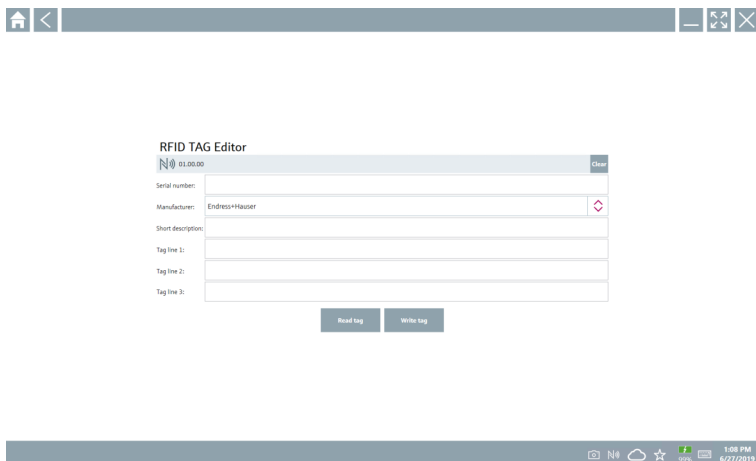 RFID TAG Editor
01.00.00
Clear
Serial number:
Manufacturer: Endress+Hauser
Short description:
Tag line 1:
Tag line 2:
Tag line 3:
Read tag Write tag
99%
1:08 PM
6/27/2019